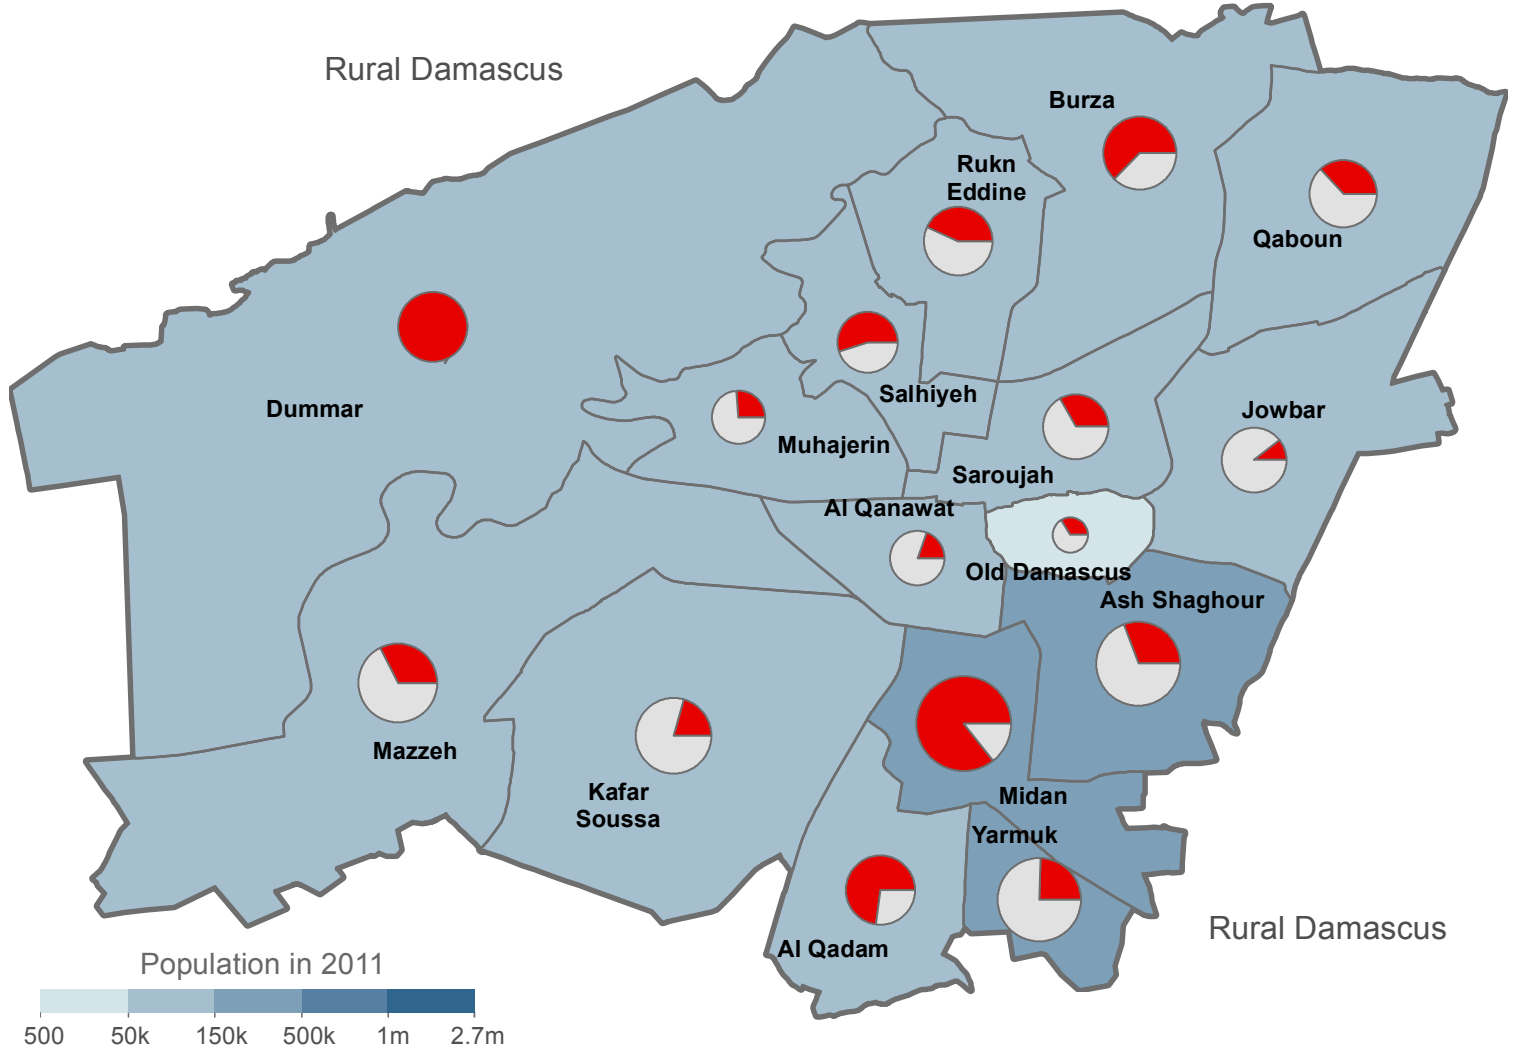 Rural Damascus
Burza
Rukn
Eddine
Qaboun
Dummar
Salhiyeh
Jowbar
Muhajerin
Saroujah
Al Qanawat
Old Damascus
Ash Shaghour
Mazzeh
Kafar
Soussa
Midan
Yarmuk
Al Qadam
Rural Damascus
Population in 2011
500 50k 150k 500k 1m 2.7m